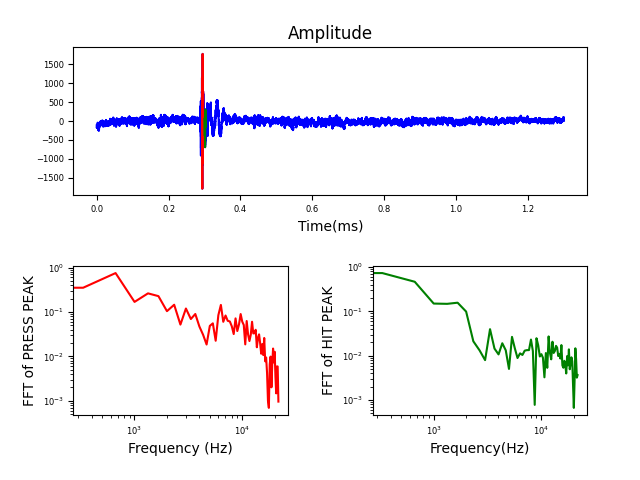 Amplitude
1500
1000
500
0
−500
−1000
−1500
0.0 0.2 0.4 0.6 0.8 1.0 1.2
Time(ms)
FFT of PRESS PEAK
10⁰
10⁻¹
10⁻²
10⁻³
10³ 10⁴
Frequency (Hz)
FFT of HIT PEAK
10⁰
10⁻¹
10⁻²
10⁻³
10³ 10⁴
Frequency(Hz)